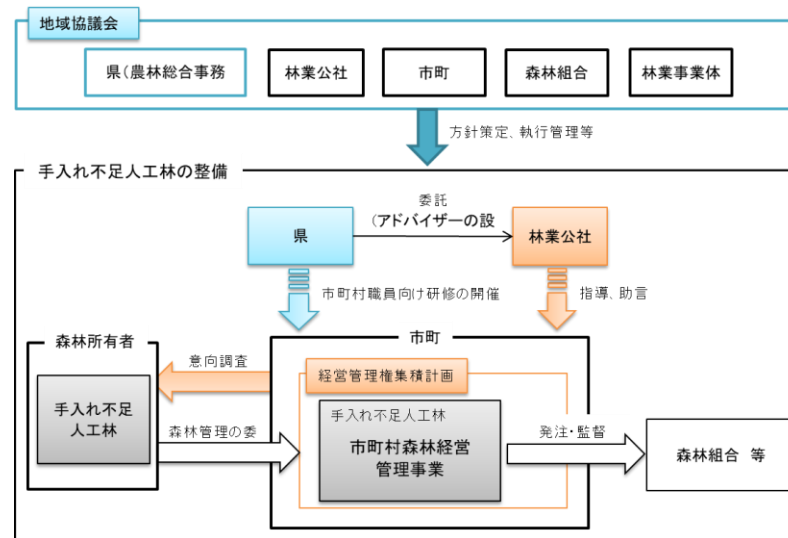 地域協議会
県(農林総合事務
林業公社
市町
森林組合
林業事業体
方針策定、執行管理等
手入れ不足人工林の整備
委託
(アドバイザーの設
県
林業公社
市町村職員向け研修の開催
指導、助言
市町
森林所有者
意向調査
経営管理権集積計画
手入れ不足
人工林
手入れ不足人工林
市町村森林経営
管理事業
森林管理の委
発注・監督
森林組合 等